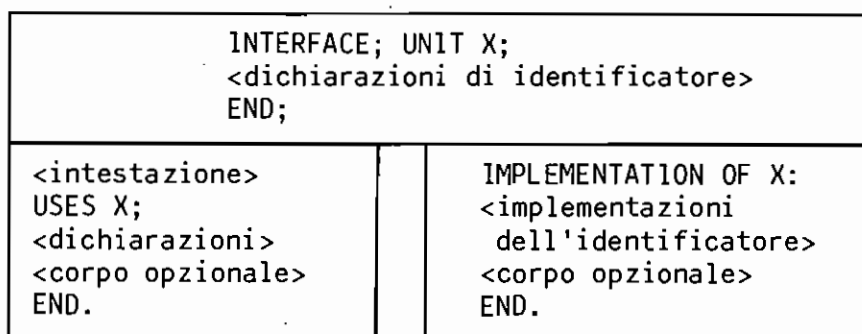 INTERFACE; UNIT X;
<dichiarazioni di identificatore>
END;
<intestazione>
USES X;
<dichiarazioni>
<corpo opzionale>
END.
IMPLEMENTATION OF X:
<implementazioni
dell'identificatore>
<corpo opzionale>
END.